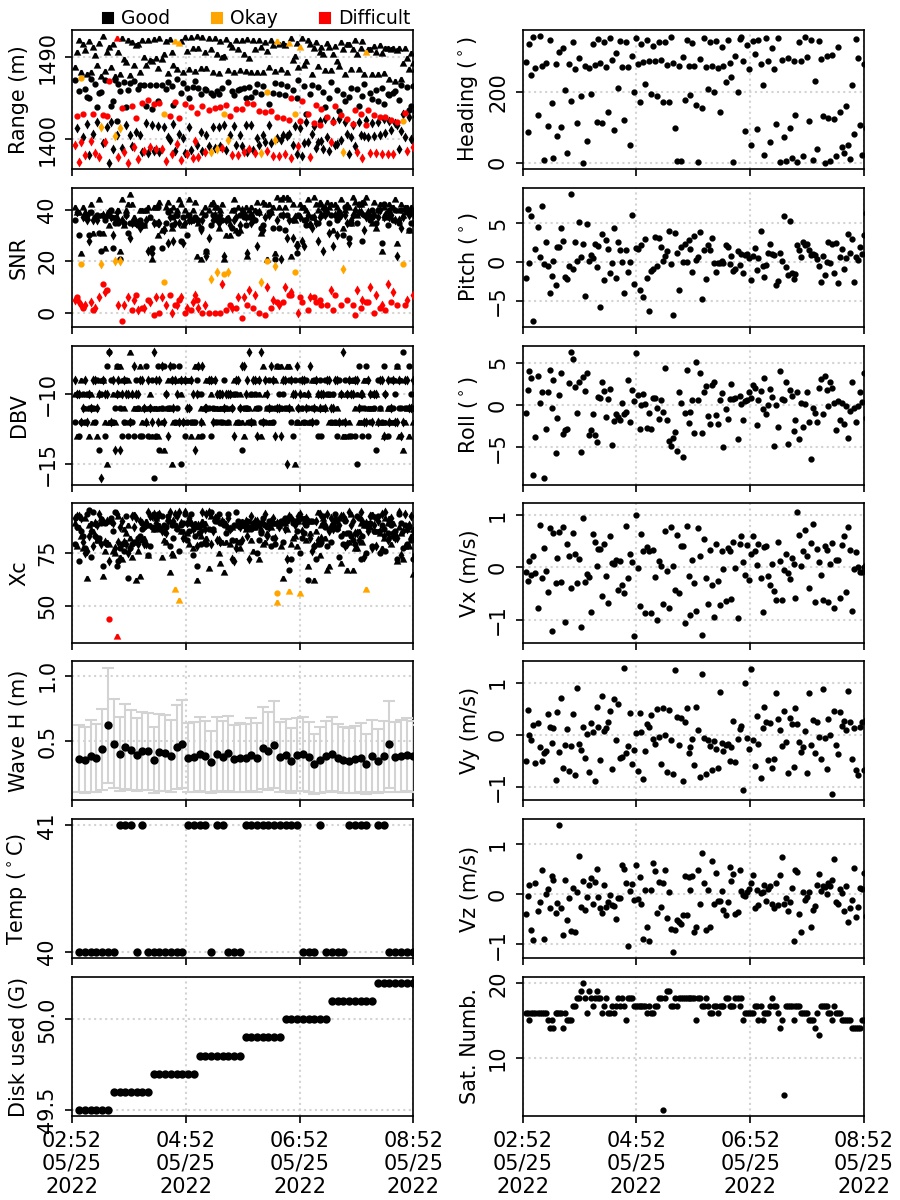 Good Okay Difficult
Range (m)
1490
1400
Heading (°)
200
0
SNR
40
20
0
Pitch (°)
5
0
−5
DBV
−10
−15
Roll (°)
5
0
−5
Xc
75
50
Vx (m/s)
1
0
−1
Wave H (m)
1.0
0.5
Vy (m/s)
1
0
−1
Temp (°C)
41
40
Vz (m/s)
1
0
−1
Disk used (G)
50.0
49.5
Sat. Numb.
20
10
02:52 04:52 06:52 08:52 02:52 04:52 06:52 08:52
05/25 05/25 05/25 05/25 05/25 05/25 05/25 05/25
2022 2022 2022 2022 2022 2022 2022 2022